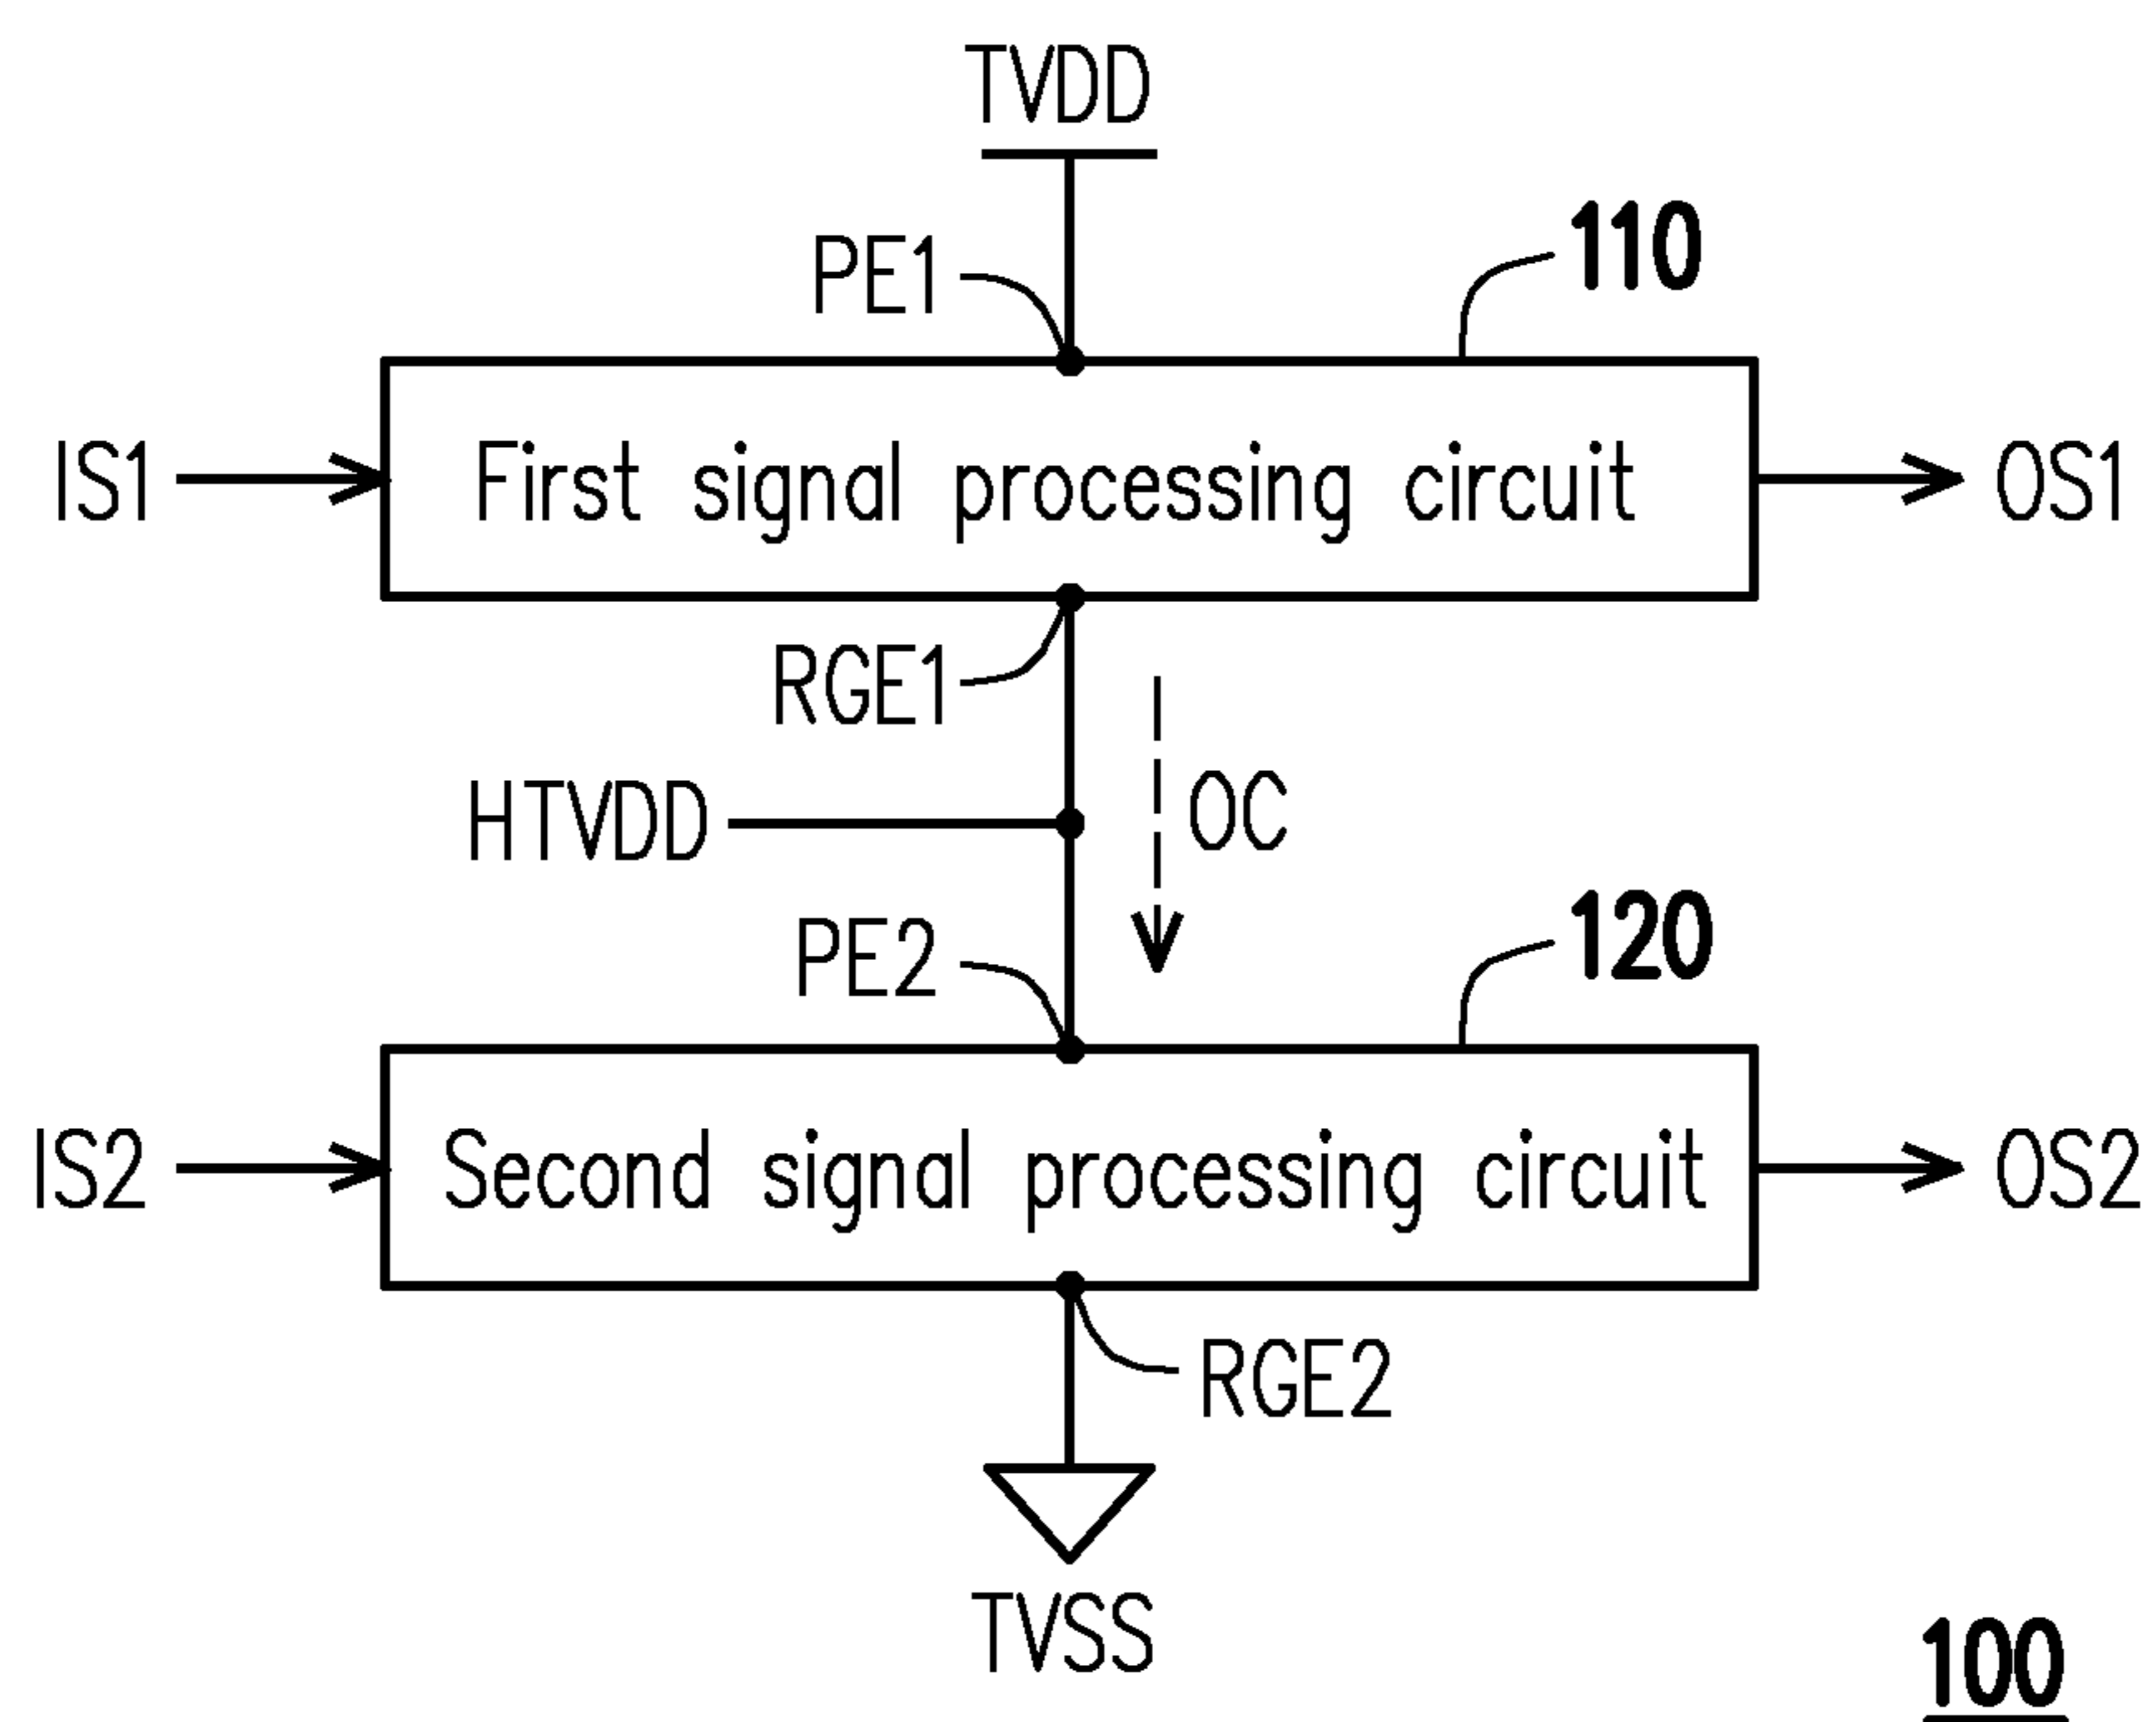 TVDD
PE1
110
IS1
First signal processing circuit
OS1
RGE1
HTVDD
OC
PE2
120
IS2
Second signal processing circuit
OS2
RGE2
TVSS
100